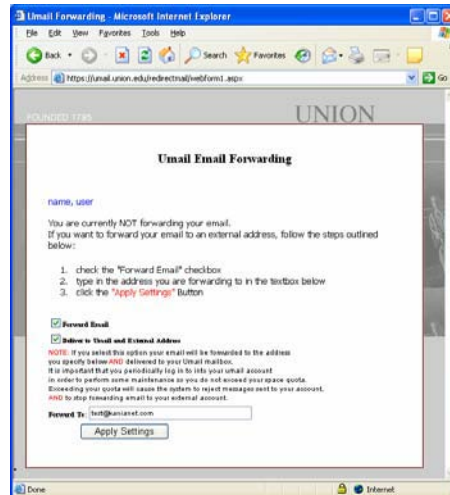 Umail Forwarding - Microsoft Internet Explorer
File Edit View Favorites Tools Help
Back Search Favorites
Address https://umail.union.edu/redirectmail/webform1.aspx Go
FOUNDED 1795 UNION
Umail Email Forwarding
name, user
You are currently NOT forwarding your email.
If you want to forward your email to an external address, follow the steps outlined
below:
1. check the "Forward Email" checkbox
2. type in the address you are forwarding to in the textbox below
3. click the "Apply Settings" Button
Forward Email
Deliver to Umail and External Address
NOTE: If you select this option your email will be forwarded to the address
you specify below AND delivered to your Umail mailbox.
It is important that you periodically log in to into your umail account
in order to perform some maintenance so you do not exceed your space quota.
Exceeding your quota will cause the system to reject messages sent to your account.
AND to stop forwarding email to your external account.
Forward To: test@kanianet.com
Apply Settings
Done Internet